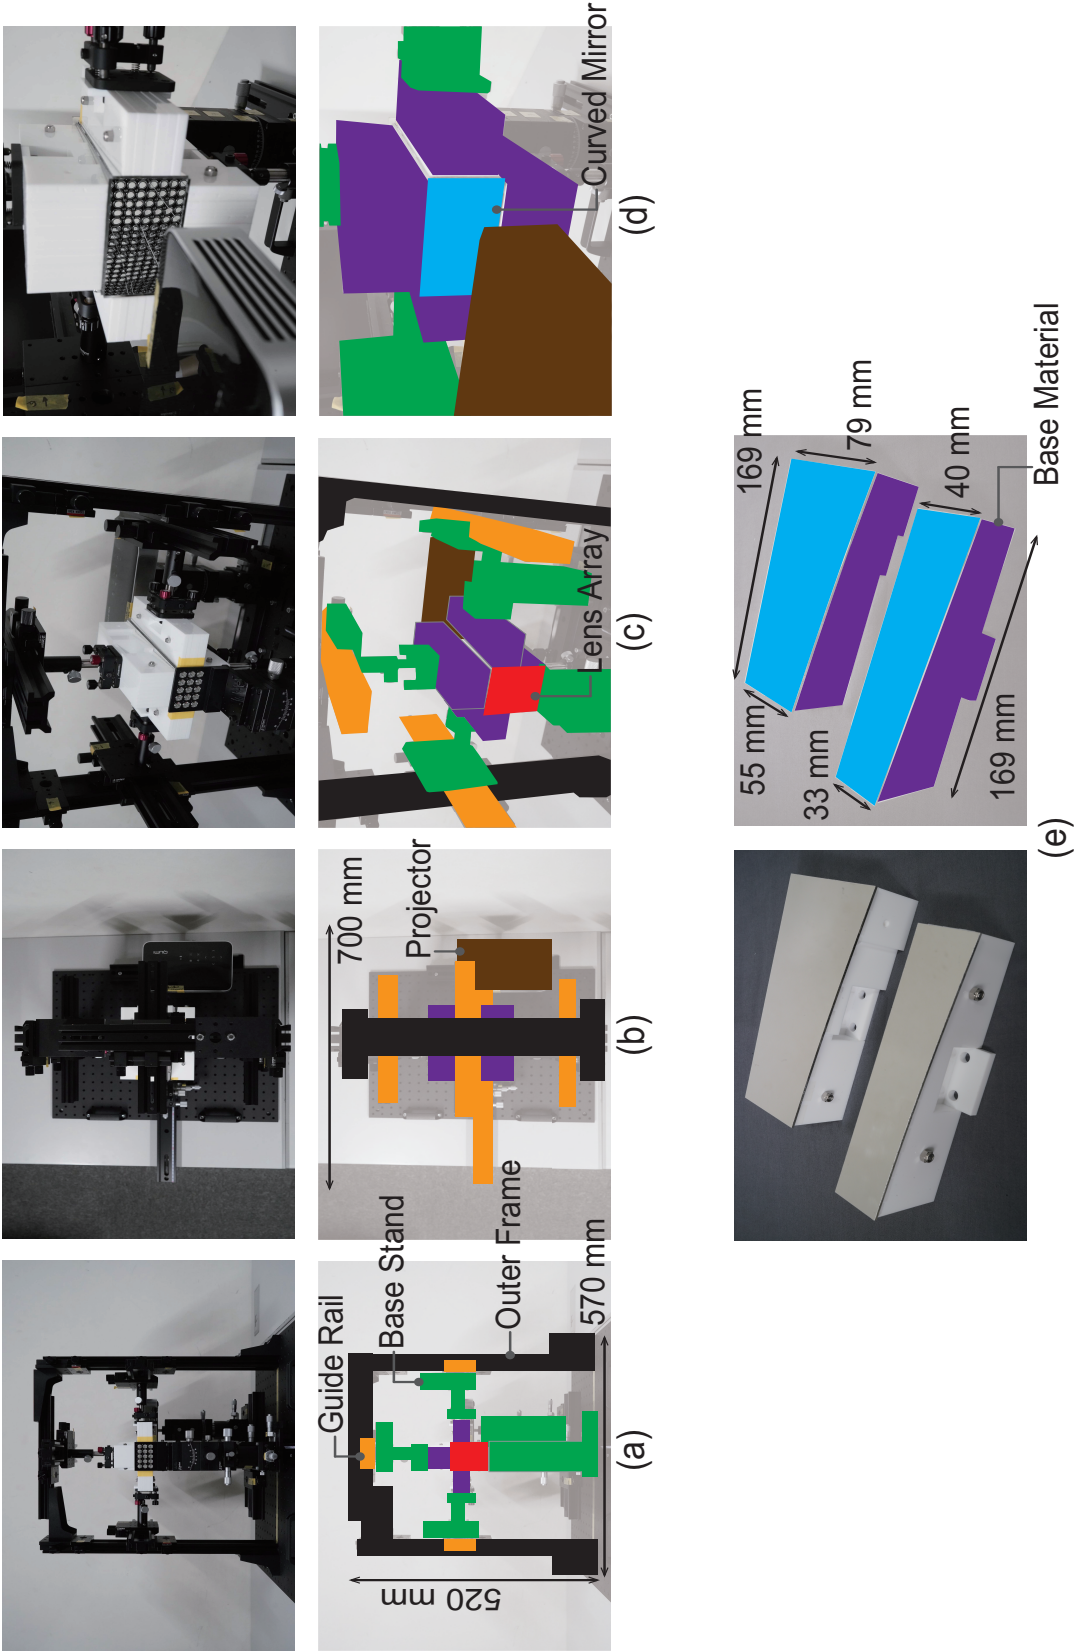 Guide Rail
Base Stand
Outer Frame
520 mm
570 mm
(a)
700 mm
Projector
(b)
Lens Array
(c)
Curved Mirror
(d)
169 mm
79 mm
55 mm
40 mm
33 mm
169 mm
Base Material
(e)